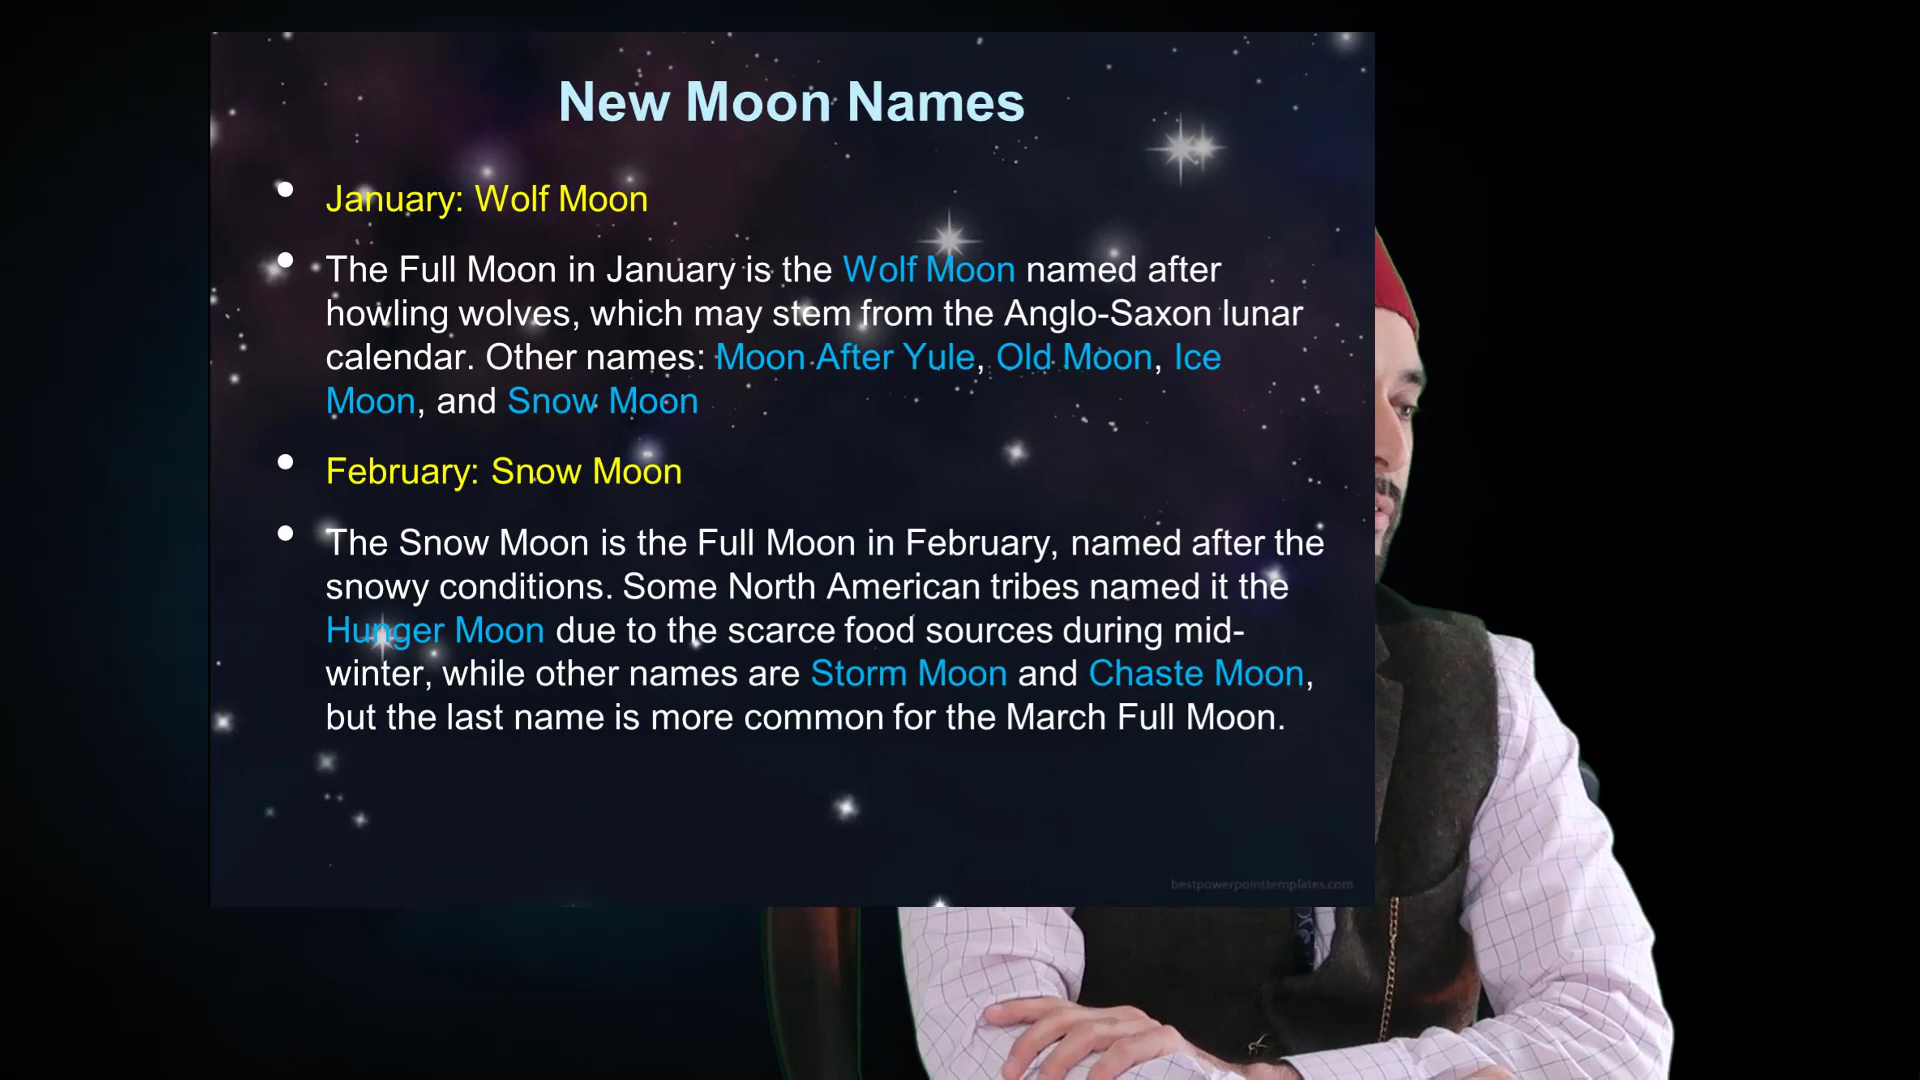 New Moon Names
• January: Wolf Moon
• The Full Moon in January is the Wolf Moon named after
howling wolves, which may stem from the Anglo-Saxon lunar
calendar. Other names: Moon After Yule, Old Moon, Ice
Moon, and Snow Moon
• February: Snow Moon
• The Snow Moon is the Full Moon in February, named after the
snowy conditions. Some North American tribes named it the
Hunger Moon due to the scarce food sources during mid-
winter, while other names are Storm Moon and Chaste Moon,
but the last name is more common for the March Full Moon.
bestpowerpointtemplates.com